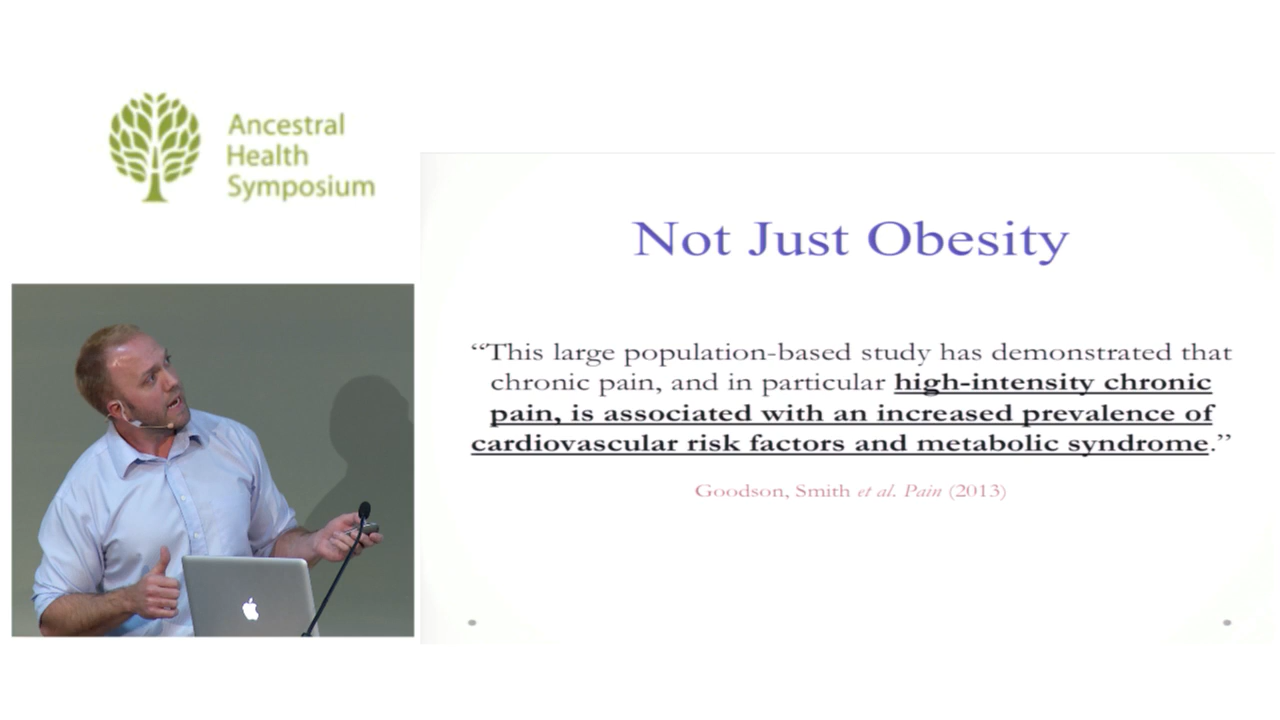 Ancestral
Health
Symposium
Not Just Obesity
“This large population-based study has demonstrated that
chronic pain, and in particular high-intensity chronic
pain, is associated with an increased prevalence of
cardiovascular risk factors and metabolic syndrome.”
Goodson, Smith et al. Pain (2013)